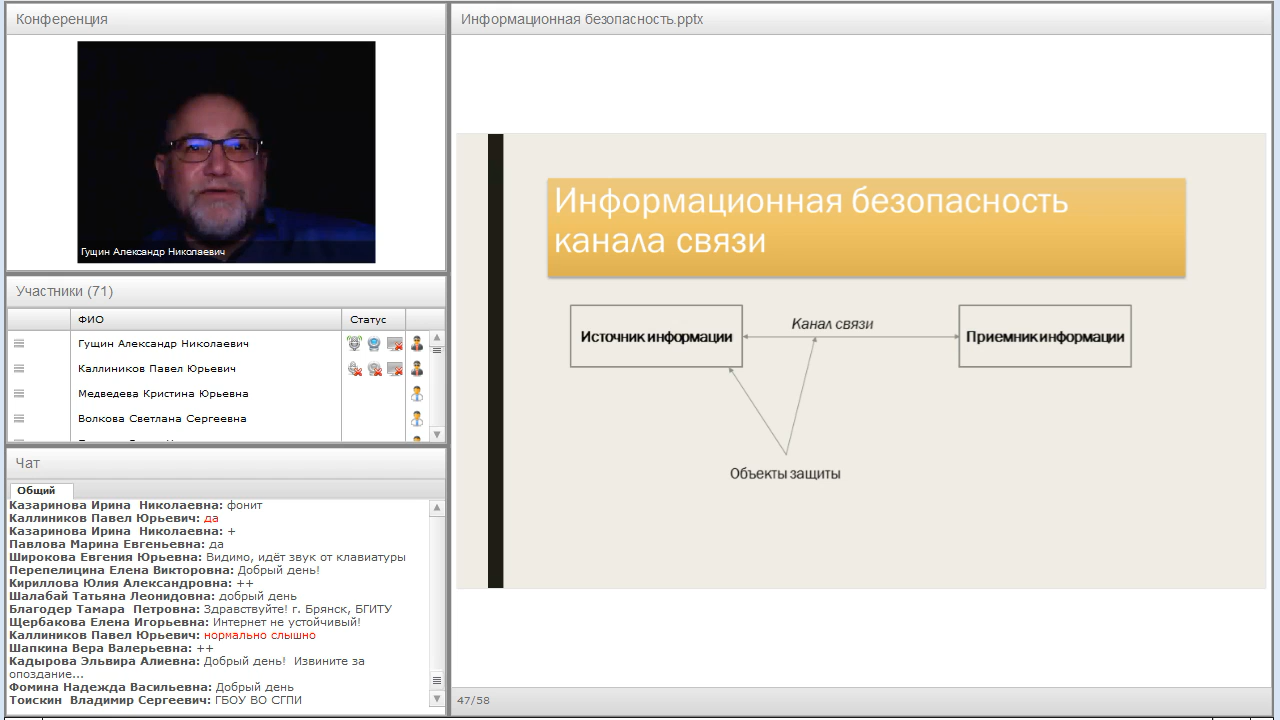 Конференция
Гущин Александр Николаевич
Участники (71)
ФИО
Статус
Гущин Александр Николаевич
Каллиников Павел Юрьевич
Медведева Кристина Юрьевна
Волкова Светлана Сергеевна
Чат
Общий
Казаринова Ирина Николаевна: фонит
Каллиников Павел Юрьевич: да
Казаринова Ирина Николаевна: +
Павлова Марина Евгеньевна: да
Широкова Евгения Юрьевна: Видимо, идёт звук от клавиатуры
Перепелицина Елена Викторовна: Добрый день!
Кириллова Юлия Александровна: ++
Шалабай Татьяна Леонидовна: добрый день
Благодер Тамара Петровна: Здравствуйте! г. Брянск, БГИТУ
Щербакова Елена Игорьевна: Интернет не устойчивый!
Каллиников Павел Юрьевич: нормально слышно
Шапкина Вера Валерьевна: ++
Кадырова Эльвира Алиевна: Добрый день! Извините за
опоздание...
Фомина Надежда Васильевна: Добрый день
Тоискин Владимир Сергеевич: ГБОУ ВО СГПИ
Информационная безопасность.pptx
Информационная безопасность
канала связи
Источник информации
Канал связи
Приемник информации
Объекты защиты
47/58